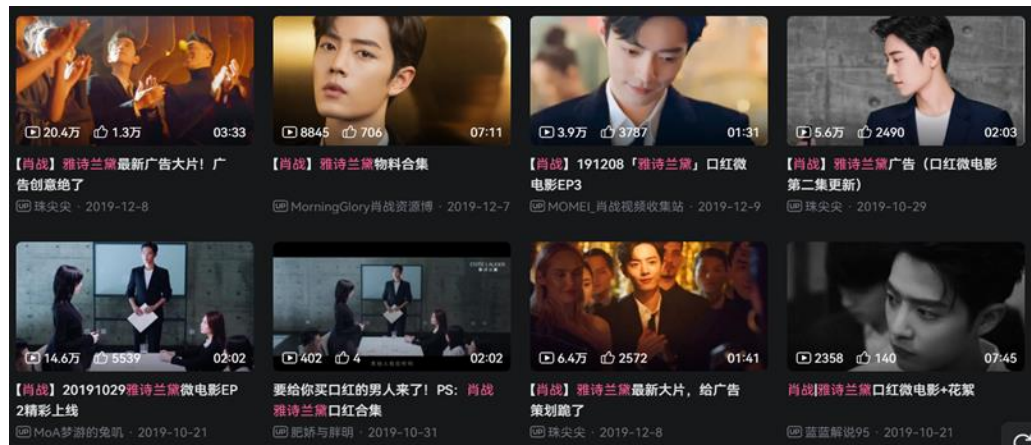 20.4万 1.3万 03:33
【肖战】雅诗兰黛最新广告大片！广
告创意绝了
UP 珠尖尖 · 2019-12-8
8845 706 07:11
【肖战】雅诗兰黛物料合集
UP MorningGlory肖战资源博 · 2019-12-7
3.9万 3787 01:31
【肖战】191208「雅诗兰黛」口红微
电影EP3
UP MOMEI_肖战视频收集站 · 2019-12-9
5.6万 2490 02:03
【肖战】雅诗兰黛广告（口红微电影
第二集更新）
UP 珠尖尖 · 2019-10-29
14.6万 5539 02:02
【肖战】20191029雅诗兰黛微电影EP
2精彩上线
UP MoA梦游的兔叽 · 2019-10-21
ESTEE LAUDER
402 4 02:02
要给你买口红的男人来了！PS：肖战
雅诗兰黛口红合集
UP 肥娇与胖明 · 2019-10-31
6.4万 2572 01:41
【肖战】雅诗兰黛最新大片，给广告
策划跪了
UP 珠尖尖 · 2019-12-8
2358 140 07:45
肖战|雅诗兰黛口红微电影+花絮
UP 蓝蓝解说95 · 2019-10-21